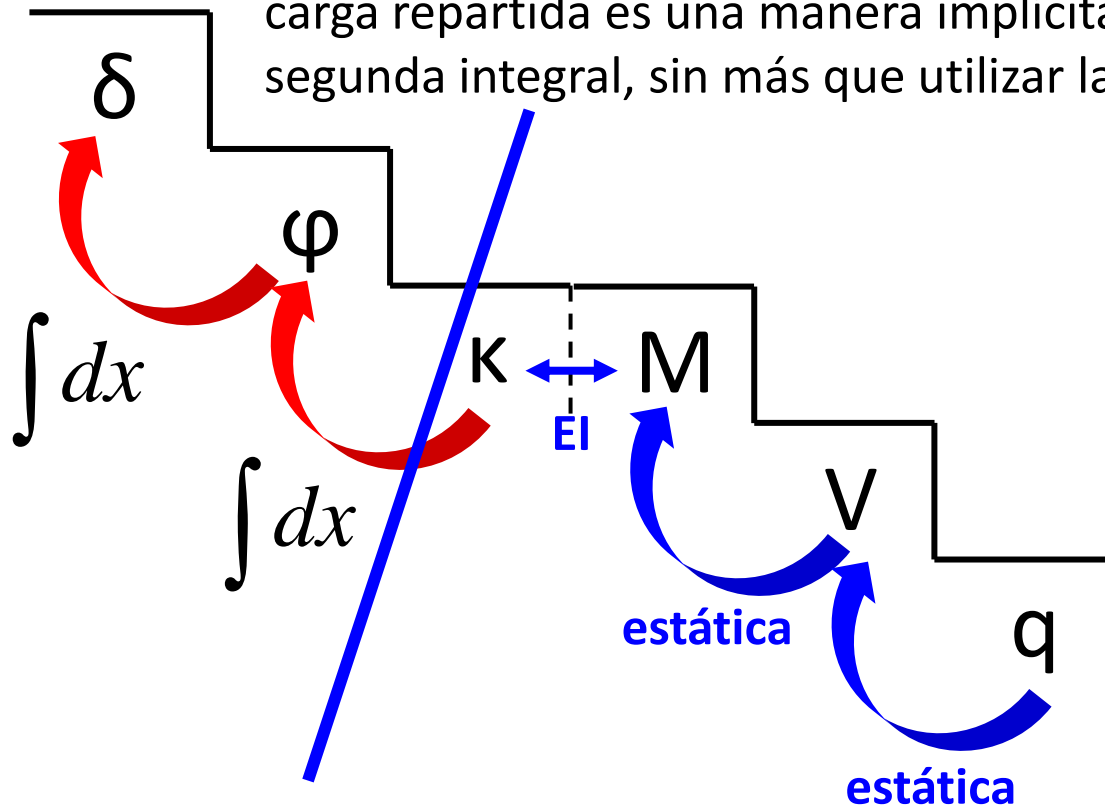 carga repartida es una manera implícita
segunda integral, sin más que utilizar la
δ
φ
∫ dx
κ
M
EI
∫ dx
V
estática
q
estática